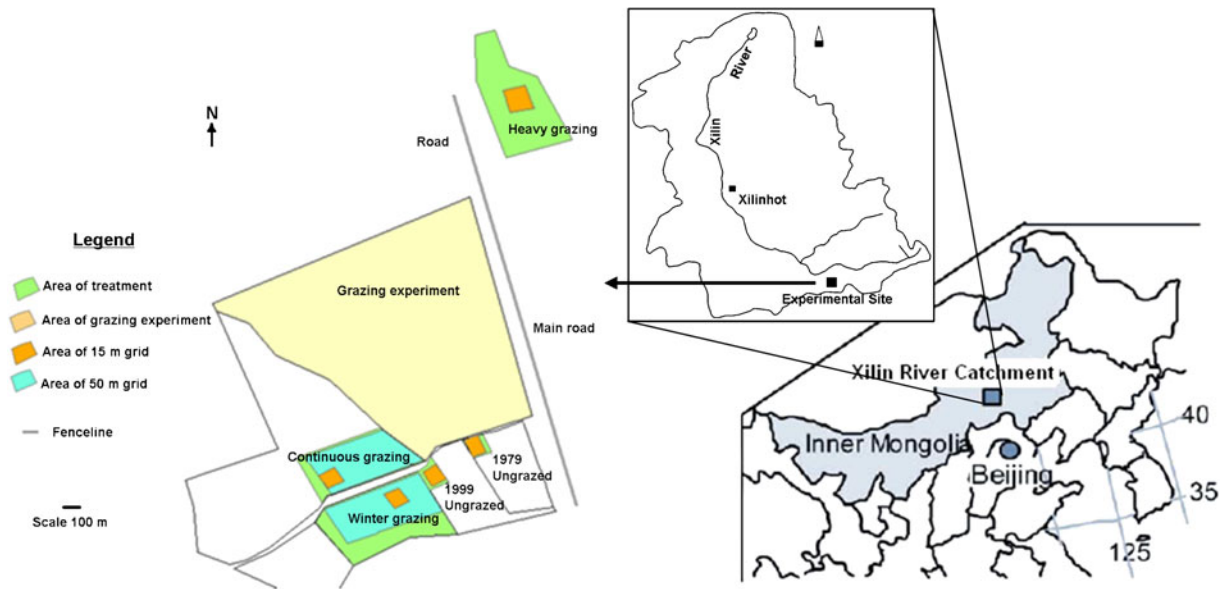 N
Road
Heavy grazing
Legend
Area of treatment
Area of grazing experiment
Area of 15 m grid
Area of 50 m grid
Fenceline
Scale 100 m
Grazing experiment
Main road
Continuous grazing
1979
Ungrazed
1999
Ungrazed
Winter grazing
River
Xilin
Xilinhot
Experimental Site
Xilin River Catchment
Inner Mongolia
Beijing
40
35
125